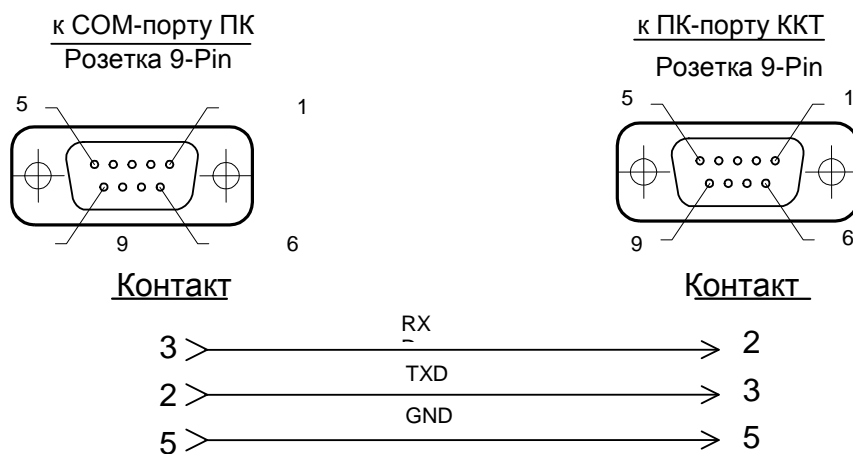 к COM-порту ПК
Розетка 9-Pin
5 1
9 6
к ПК-порту ККТ
Розетка 9-Pin
5 1
9 6
Контакт Контакт
RX
3 2
TXD
2 3
GND
5 5